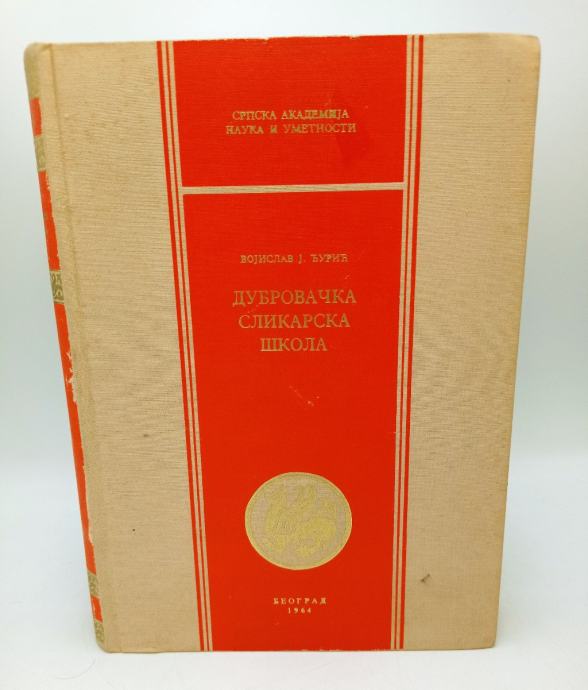 СРПСКА АКАДЕМИЈА
НАУКА И УМЕТНОСТИ
ВОЈИСЛАВ Ј. ЂУРИЋ
ДУБРОВАЧКА
СЛИКАРСКА
ШКОЛА
БЕОГРАД
1964